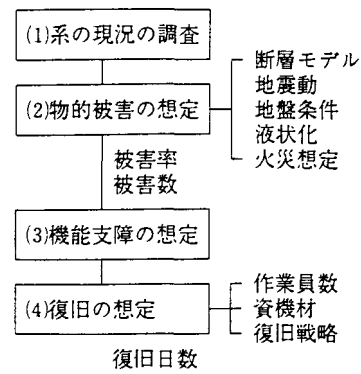 (1)系の現況の調査
(2)物的被害の想定
断層モデル
地震動
地盤条件
液状化
火災想定
被害率
被害数
(3)機能支障の想定
(4)復旧の想定
作業員数
資機材
復旧戦略
復旧日数